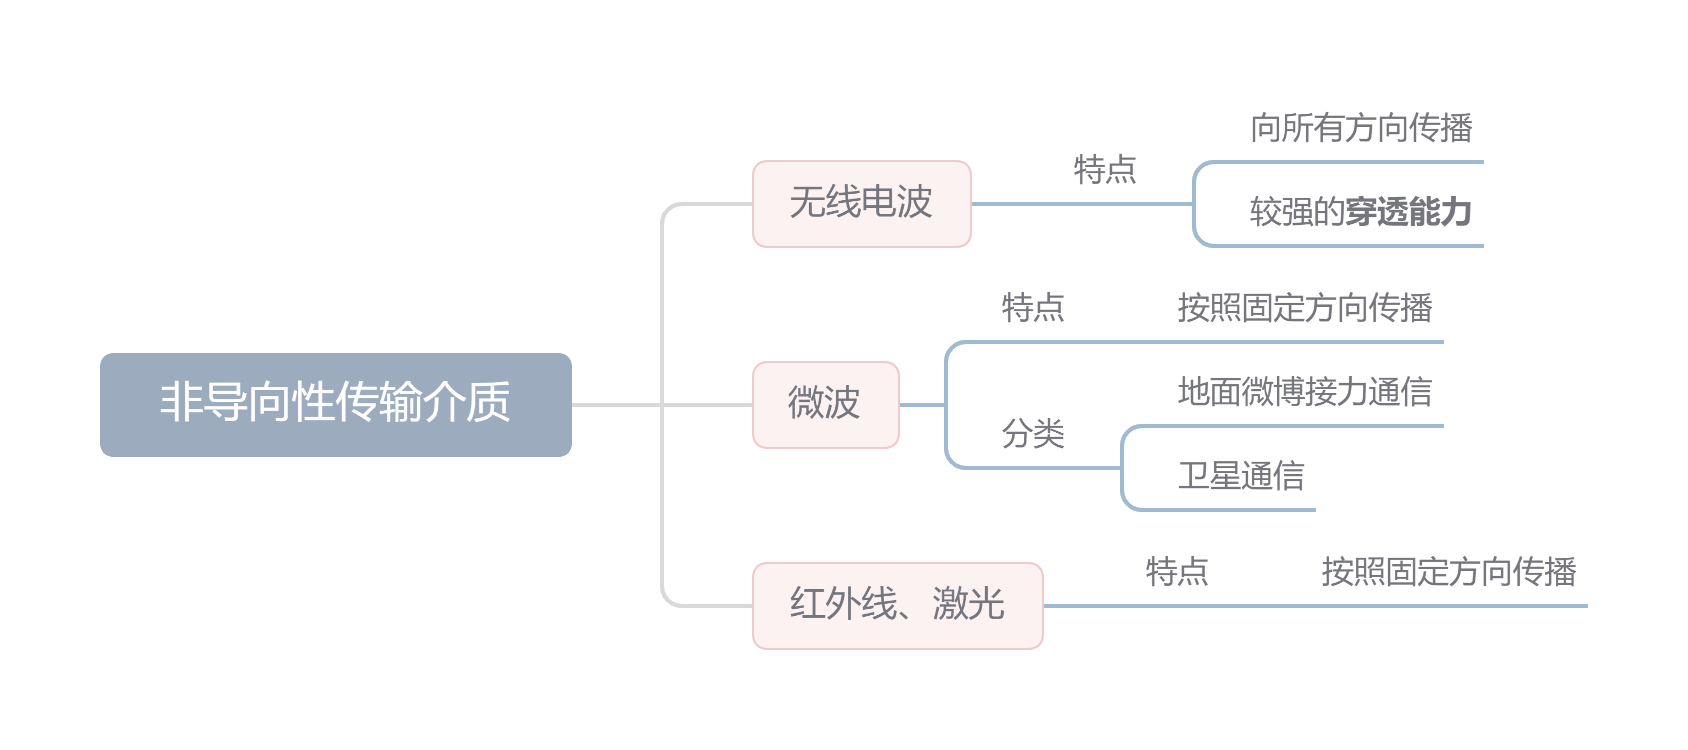 非导向性传输介质
无线电波
特点
向所有方向传播
较强的穿透能力
微波
特点
按照固定方向传播
分类
地面微博接力通信
卫星通信
红外线、激光
特点
按照固定方向传播